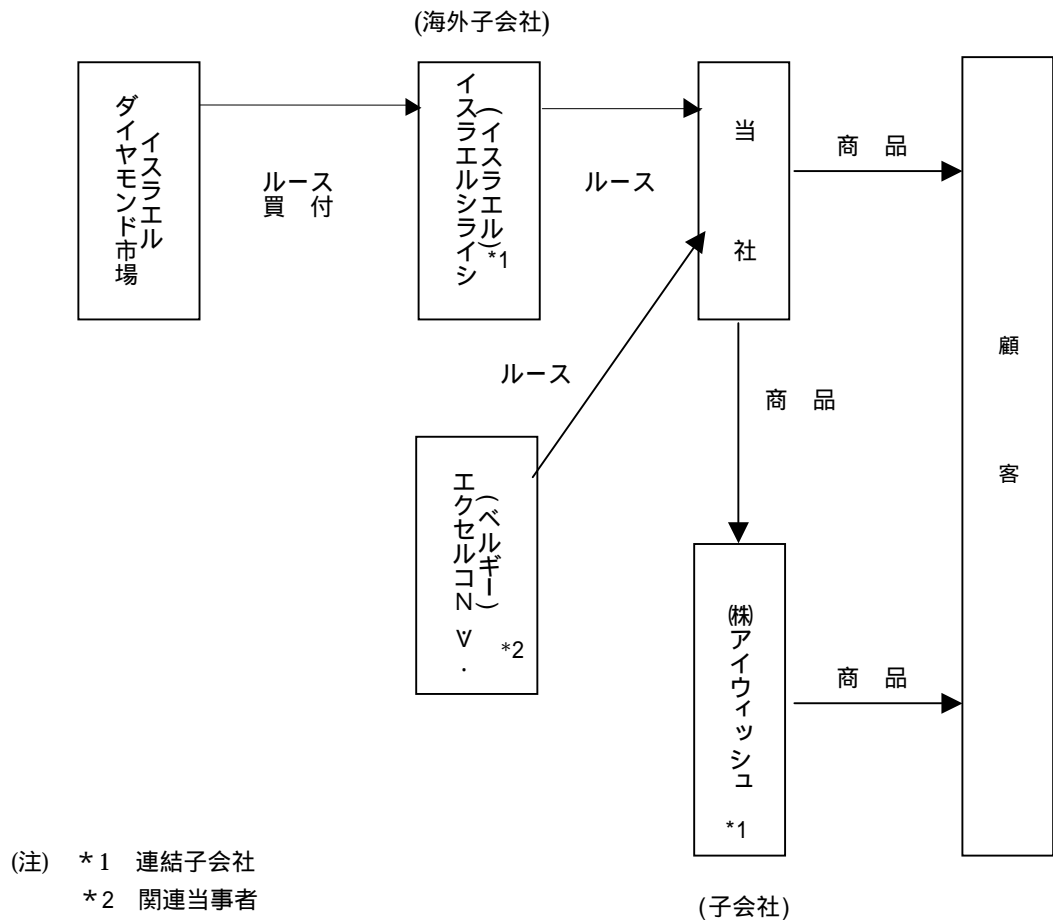 (海外子会社)
イスラエル
ダイヤモンド市場
ルース
買　付
(イスラエル)
イスラエルシライシ
*1
ルース
当　社
商　品
顧　客
ルース
商　品
(ベルギー)
エクセルコN.V.
*2
㈱アイウィッシュ
*1
商　品
(子会社)
(注)　＊1　連結子会社
＊2　関連当事者